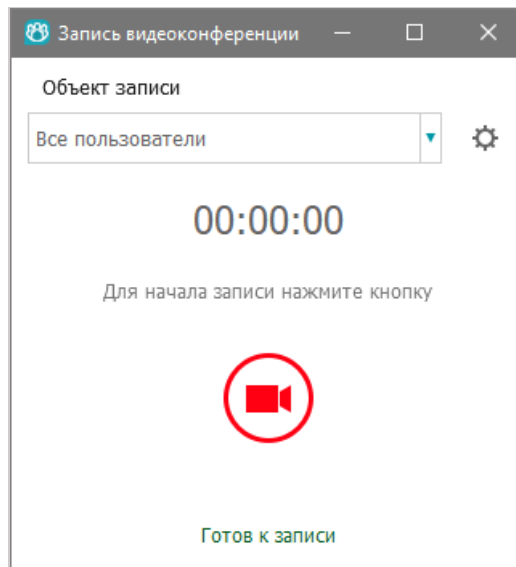 Запись видеоконференции
Объект записи
Все пользователи
00:00:00
Для начала записи нажмите кнопку
Готов к записи